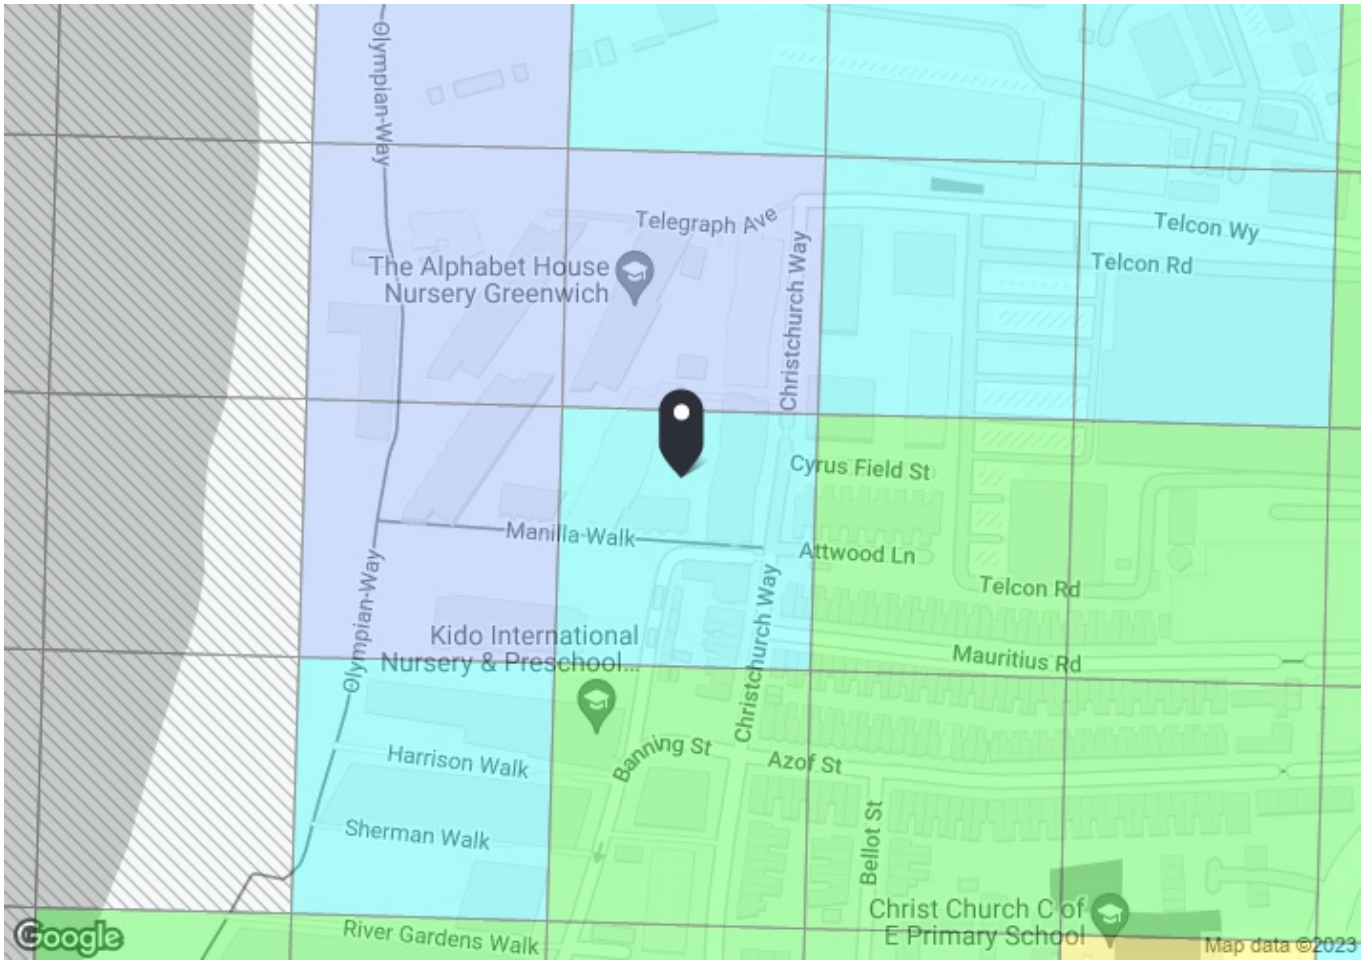 Olympian-Way
Telegraph Ave
Telcon Wy
Telcon Rd
The Alphabet House
Nursery Greenwich
Christchurch Way
Cyrus Field St
Manilla-Walk
Attwood Ln
Telcon Rd
Olympian-Way
Christchurch Way
Kido International
Nursery & Preschool...
Mauritius Rd
Harrison Walk
Banning St
Azof St
Sherman Walk
Bellot St
Christ Church C of
E Primary School
River Gardens Walk
Google
Map data ©2023